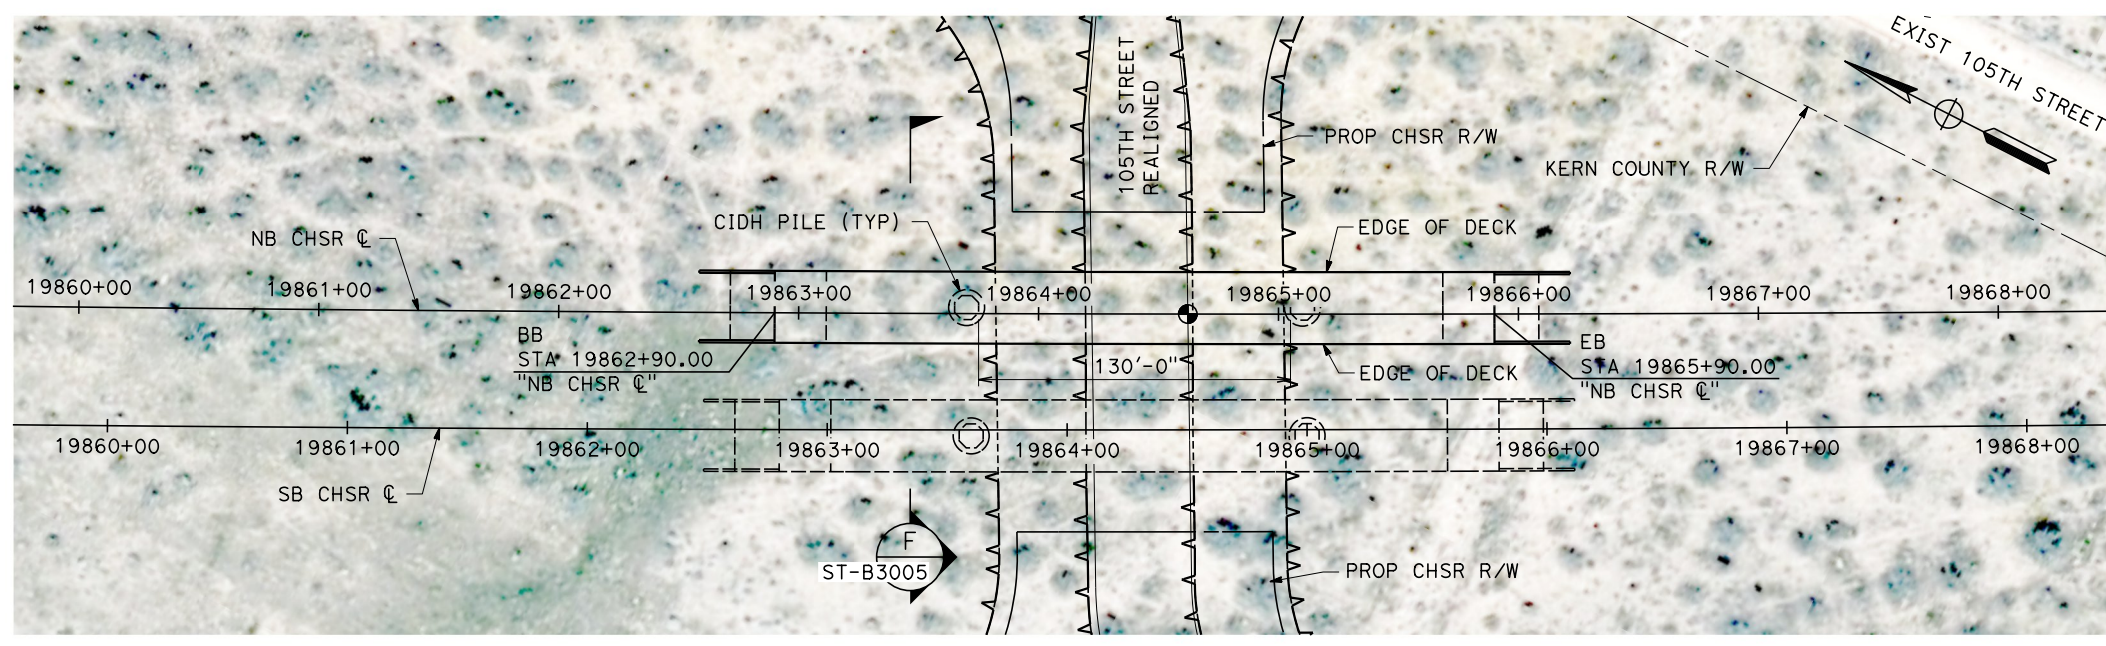 EXIST 105TH STREET
105TH STREET
REALIGNED
PROP CHSR R/W
KERN COUNTY R/W
CIDH PILE (TYP)
EDGE OF DECK
NB CHSR ℄
19860+00
19861+00
19862+00
19863+00
19864+00
19865+00
19866+00
19867+00
19868+00
BB
STA 19862+90.00
"NB CHSR ℄"
130'-0"
EDGE OF DECK
EB
STA 19865+90.00
"NB CHSR ℄"
19860+00
19861+00
19862+00
19863+00
19864+00
19865+00
19866+00
19867+00
19868+00
SB CHSR ℄
F
ST-B3005
PROP CHSR R/W